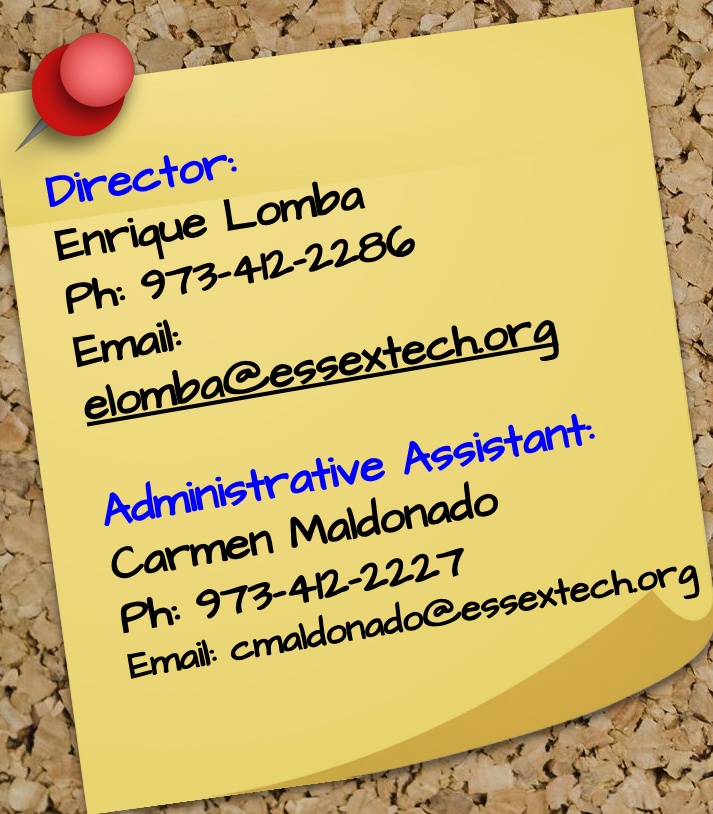 Director:
Enrique Lomba
Ph: 973-412-2286
Email:
elomba@essextech.org
Administrative Assistant:
Carmen Maldonado
Ph: 973-412-2227
Email: cmaldonado@essextech.org